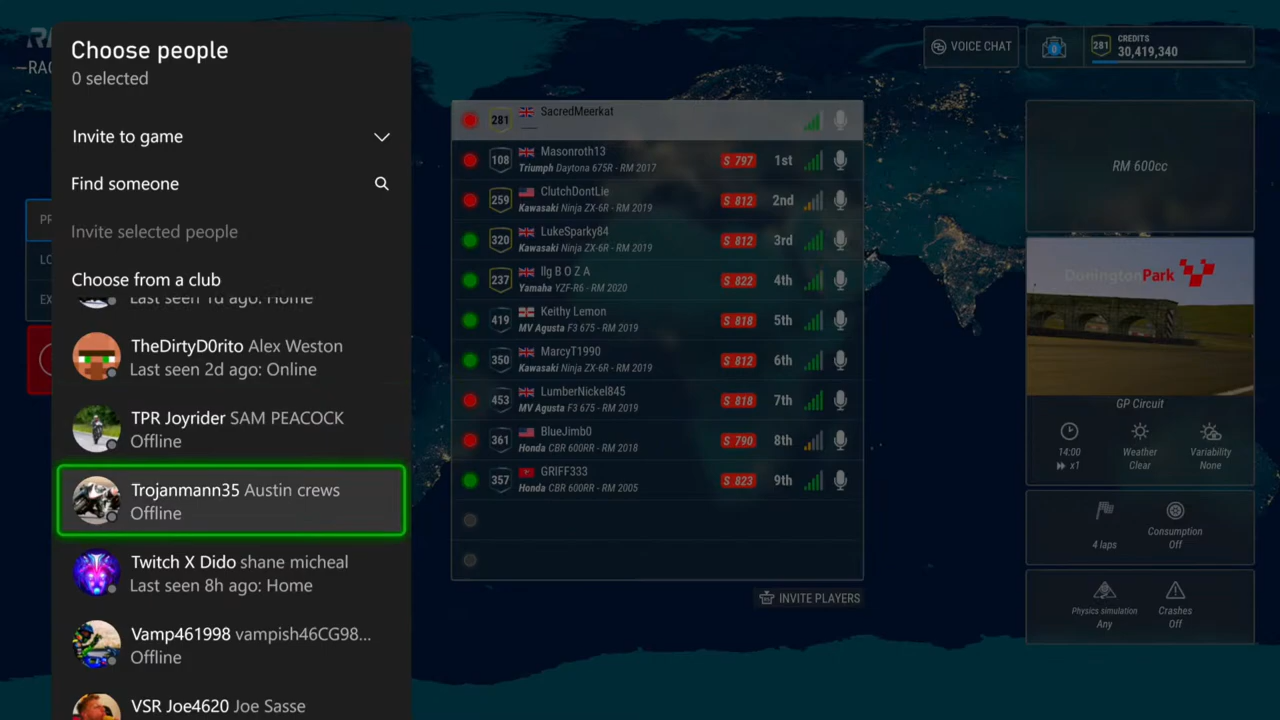 Choose people
0 selected
Invite to game
Find someone
Invite selected people
Choose from a club
Last seen 1d ago: Home
TheDirtyD0rito Alex Weston
Last seen 2d ago: Online
TPR Joyrider SAM PEACOCK
Offline
Trojanmann35 Austin crews
Offline
Twitch X Dido shane micheal
Last seen 8h ago: Home
Vamp461998 vampish46CG98...
Offline
VSR Joe4620 Joe Sasse
281 SacredMeerkat
108 Masonroth13
Triumph Daytona 675R - RM 2017
S 797 1st
259 ClutchDontLie
Kawasaki Ninja ZX-6R - RM 2019
S 812 2nd
320 LukeSparky84
Kawasaki Ninja ZX-6R - RM 2019
S 812 3rd
237 llg B O Z A
Yamaha YZF-R6 - RM 2020
S 822 4th
419 Keithy Lemon
MV Agusta F3 675 - RM 2019
S 818 5th
350 MarcyT1990
Kawasaki Ninja ZX-6R - RM 2019
S 812 6th
453 LumberNickel845
MV Agusta F3 675 - RM 2019
S 818 7th
361 BlueJimb0
Honda CBR 600RR - RM 2018
S 790 8th
357 GRIFF333
Honda CBR 600RR - RM 2005
S 823 9th
INVITE PLAYERS
VOICE CHAT
0
281
CREDITS
30,419,340
RM 600cc
DoningtonPark
GP Circuit
14:00
x1
Weather
Clear
Variability
None
4 laps
Consumption
Off
Physics simulation
Any
Crashes
Off